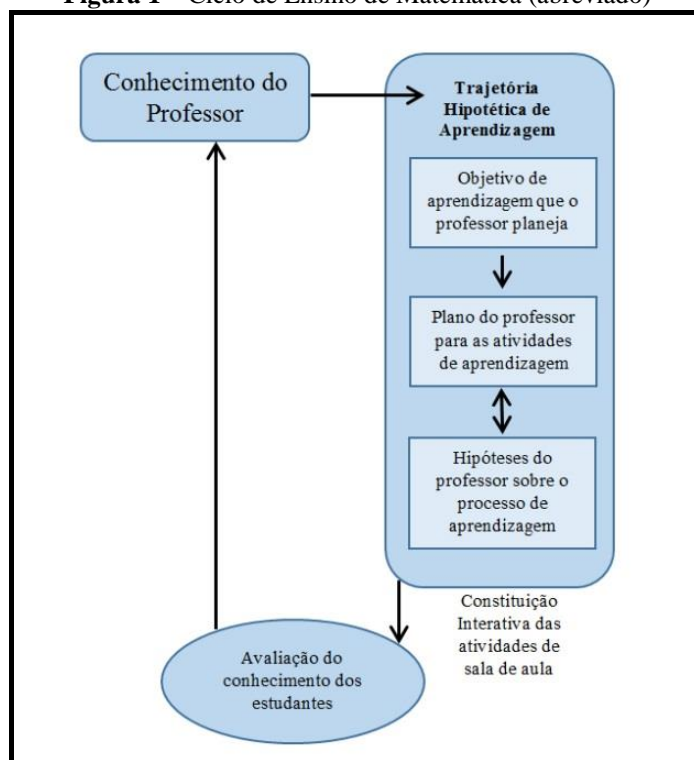 Figura 1 – Ciclo de Ensino de Matemática (abreviado)
Conhecimento do
Professor
Trajetória
Hipotética de
Aprendizagem
Objetivo de
aprendizagem que o
professor planeja
Plano do professor
para as atividades
de aprendizagem
Hipóteses do
professor sobre o
processo de
aprendizagem
Constituição
Interativa das
atividades de
sala de aula
Avaliação do
conhecimento dos
estudantes